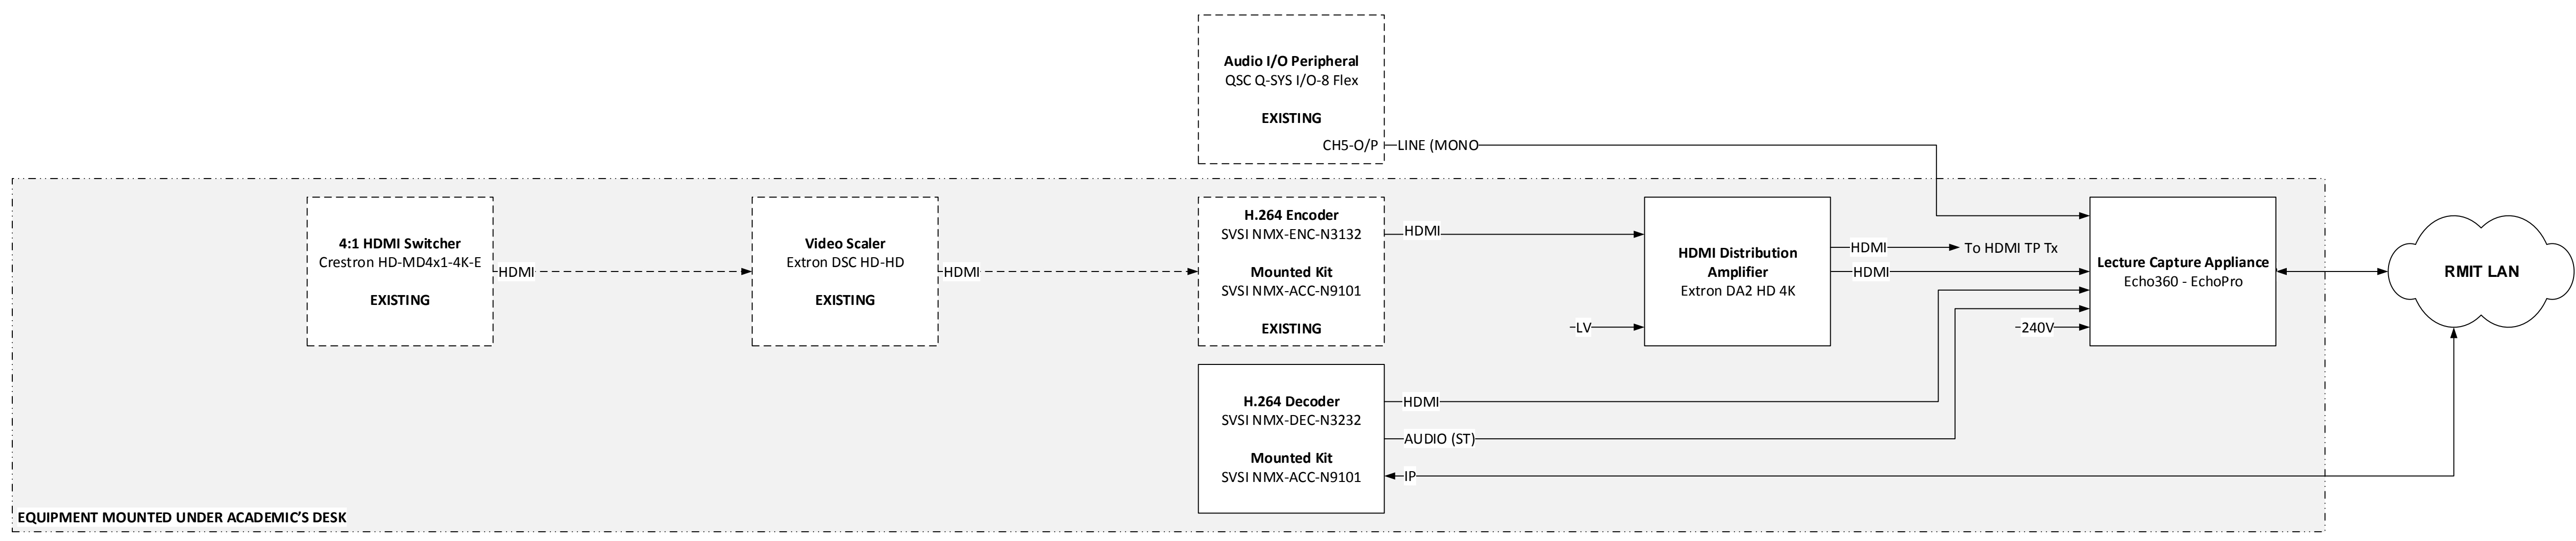 Audio I/O Peripheral
QSC Q-SYS I/O-8 Flex
EXISTING
CH5-O/P
LINE (MONO
4:1 HDMI Switcher
Crestron HD-MD4x1-4K-E
EXISTING
HDMI
Video Scaler
Extron DSC HD-HD
EXISTING
HDMI
H.264 Encoder
SVSI NMX-ENC-N3132
Mounted Kit
SVSI NMX-ACC-N9101
EXISTING
HDMI
LV
HDMI Distribution
Amplifier
Extron DA2 HD 4K
HDMI
To HDMI TP Tx
HDMI
240V
Lecture Capture Appliance
Echo360 - EchoPro
RMIT LAN
H.264 Decoder
SVSI NMX-DEC-N3232
Mounted Kit
SVSI NMX-ACC-N9101
HDMI
AUDIO (ST)
IP
EQUIPMENT MOUNTED UNDER ACADEMIC’S DESK